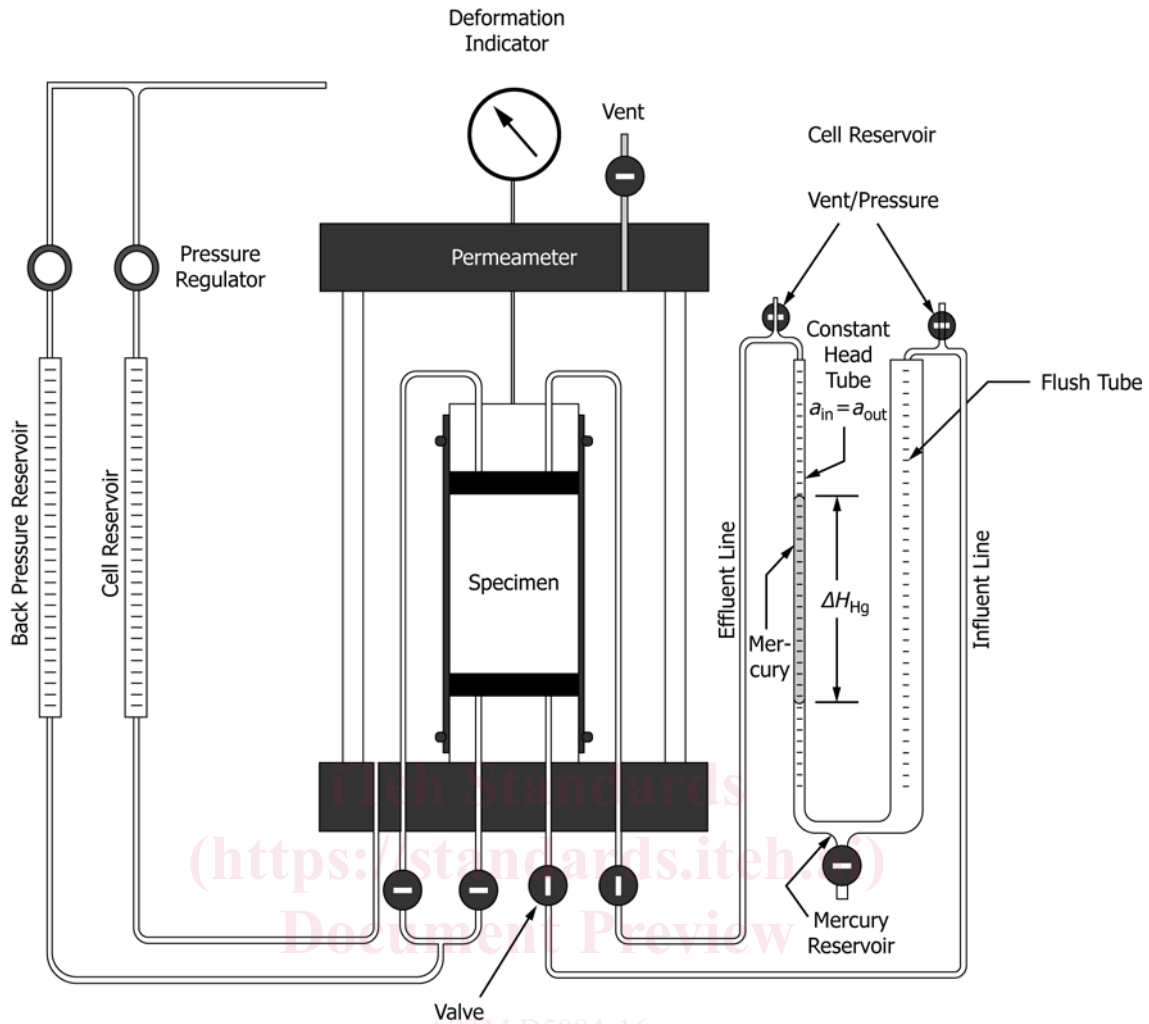 Deformation
Indicator
Vent
Cell Reservoir
Vent/Pressure
Pressure
Regulator
Permeameter
Constant
Head
Tube
a_in = a_out
Flush Tube
Back Pressure Reservoir
Cell Reservoir
Specimen
Effluent Line
Mer-
cury
ΔH_Hg
Influent Line
iTeh Standards
(https://standards.iteh.ai)
Document Preview
Mercury
Reservoir
Valve